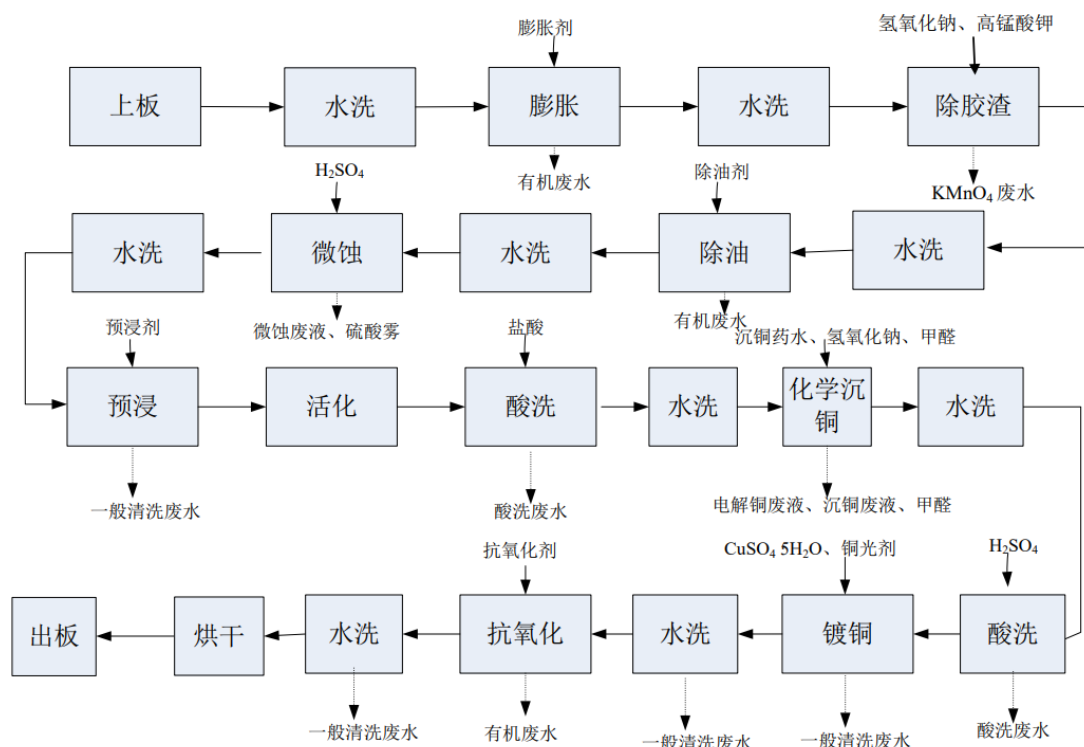 膨胀剂
氢氧化钠、高锰酸钾
上板
水洗
膨胀
水洗
除胶渣
有机废水
KMnO₄ 废水
H₂SO₄
除油剂
水洗
微蚀
水洗
除油
水洗
微蚀废液、硫酸雾
有机废水
预浸剂
盐酸
沉铜药水、氢氧化钠、甲醛
预浸
活化
酸洗
水洗
化学沉
铜
水洗
一般清洗废水
酸洗废水
电解铜废液、沉铜废液、甲醛
抗氧化剂
CuSO₄ 5H₂O、铜光剂
H₂SO₄
出板
烘干
水洗
抗氧化
水洗
镀铜
酸洗
一般清洗废水
有机废水
一般清洗废水
一般清洗废水
酸洗废水